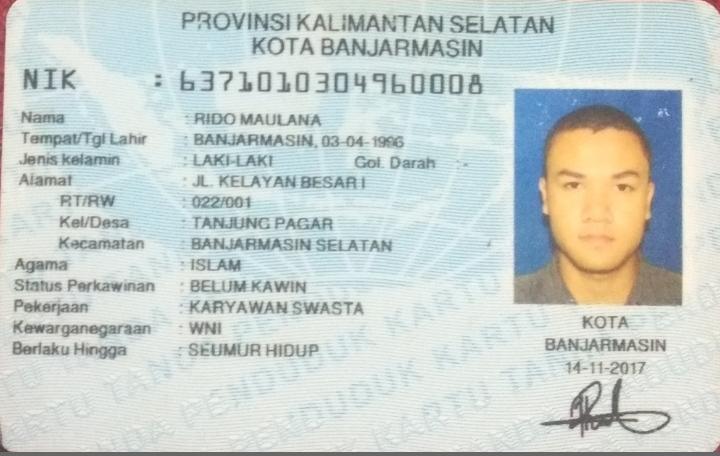 PROVINSI KALIMANTAN SELATAN
KOTA BANJARMASIN
NIK : 6371010304960008
Nama : RIDO MAULANA
Tempat/Tgl Lahir : BANJARMASIN, 03-04-1996
Jenis kelamin : LAKI-LAKI Gol. Darah : -
Alamat : JL. KELAYAN BESAR I
RT/RW : 022/001
Kel/Desa : TANJUNG PAGAR
Kecamatan : BANJARMASIN SELATAN
Agama : ISLAM
Status Perkawinan : BELUM KAWIN
Pekerjaan : KARYAWAN SWASTA
Kewarganegaraan : WNI
Berlaku Hingga : SEUMUR HIDUP
KOTA
BANJARMASIN
14-11-2017